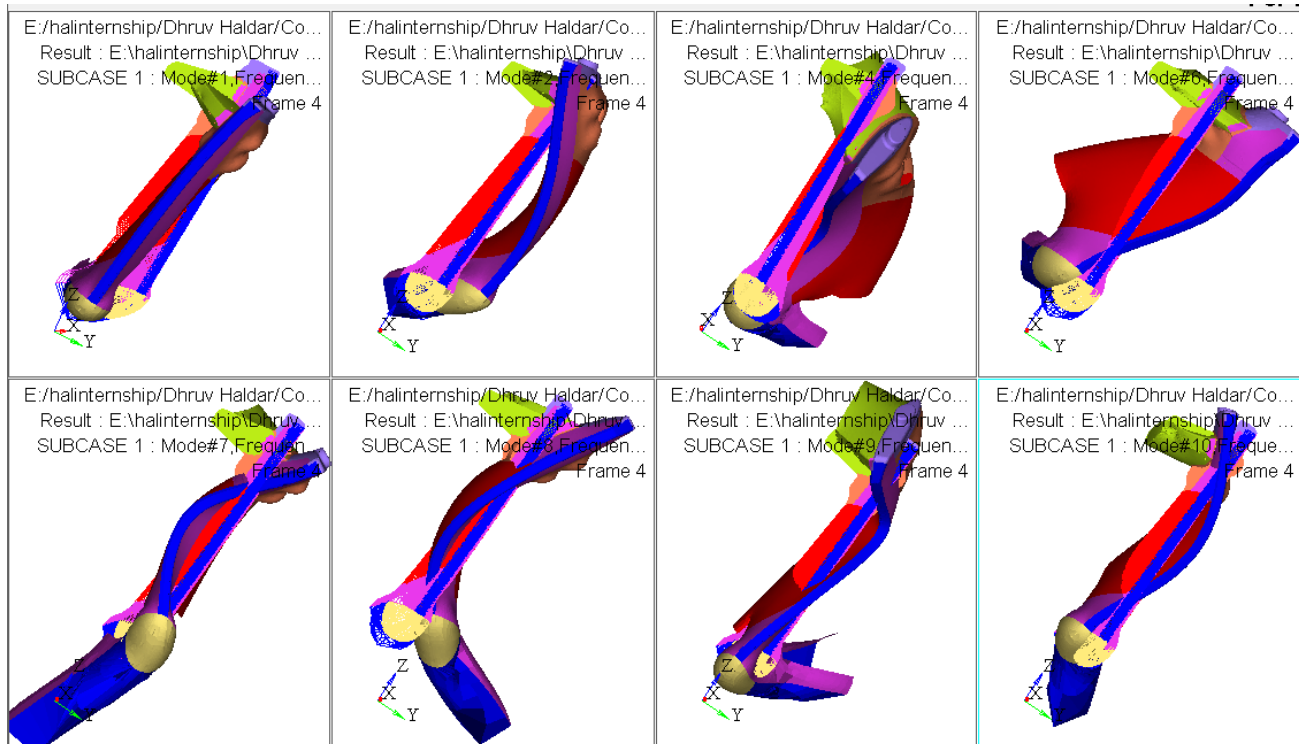 E:/halinternship/Dhruv Haldar/Co...
Result : E:\halinternship\Dhruv ...
SUBCASE 1 : Mode#1,Frequen...
Frame 4
Z
X
Y
E:/halinternship/Dhruv Haldar/Co...
Result : E:\halinternship\Dhruv ...
SUBCASE 1 : Mode#2,Frequen...
Frame 4
Z
X
Y
E:/halinternship/Dhruv Haldar/Co...
Result : E:\halinternship\Dhruv ...
SUBCASE 1 : Mode#4,Frequen...
Frame 4
Z
X
Y
E:/halinternship/Dhruv Haldar/Co...
Result : E:\halinternship\Dhruv ...
SUBCASE 1 : Mode#6,Frequen...
Frame 4
Z
X
Y
E:/halinternship/Dhruv Haldar/Co...
Result : E:\halinternship\Dhruv ...
SUBCASE 1 : Mode#7,Frequen...
Frame 4
Z
X
Y
E:/halinternship/Dhruv Haldar/Co...
Result : E:\halinternship\Dhruv ...
SUBCASE 1 : Mode#8,Frequen...
Frame 4
Z
X
Y
E:/halinternship/Dhruv Haldar/Co...
Result : E:\halinternship\Dhruv ...
SUBCASE 1 : Mode#9,Frequen...
Frame 4
Z
X
Y
E:/halinternship/Dhruv Haldar/Co...
Result : E:\halinternship\Dhruv ...
SUBCASE 1 : Mode#10,Freque...
Frame 4
Z
X
Y